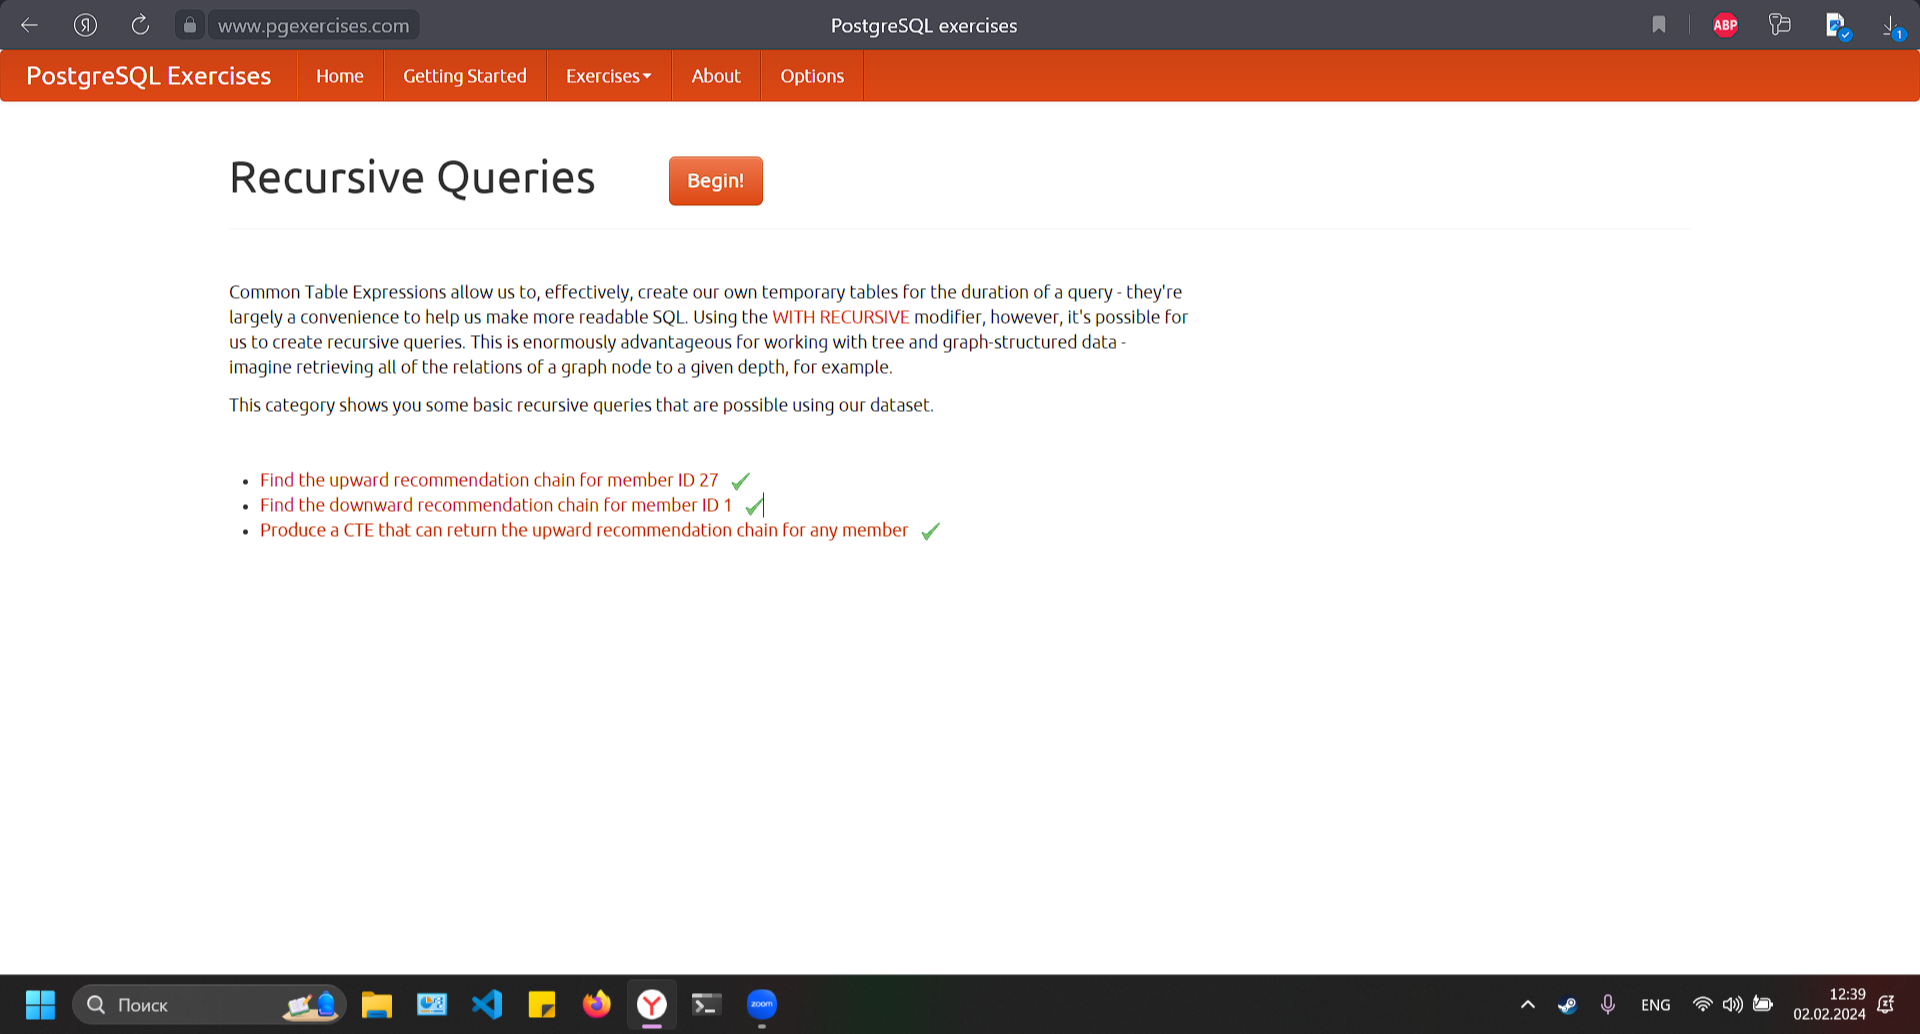 www.pgexercises.com
PostgreSQL exercises
ABP
1
PostgreSQL Exercises
Home
Getting Started
Exercises
About
Options
Recursive Queries
Begin!
Common Table Expressions allow us to, effectively, create our own temporary tables for the duration of a query - they're
largely a convenience to help us make more readable SQL. Using the WITH RECURSIVE modifier, however, it's possible for
us to create recursive queries. This is enormously advantageous for working with tree and graph-structured data -
imagine retrieving all of the relations of a graph node to a given depth, for example.
This category shows you some basic recursive queries that are possible using our dataset.
Find the upward recommendation chain for member ID 27
Find the downward recommendation chain for member ID 1
Produce a CTE that can return the upward recommendation chain for any member
Поиск
zoom
ENG
12:39
02.02.2024